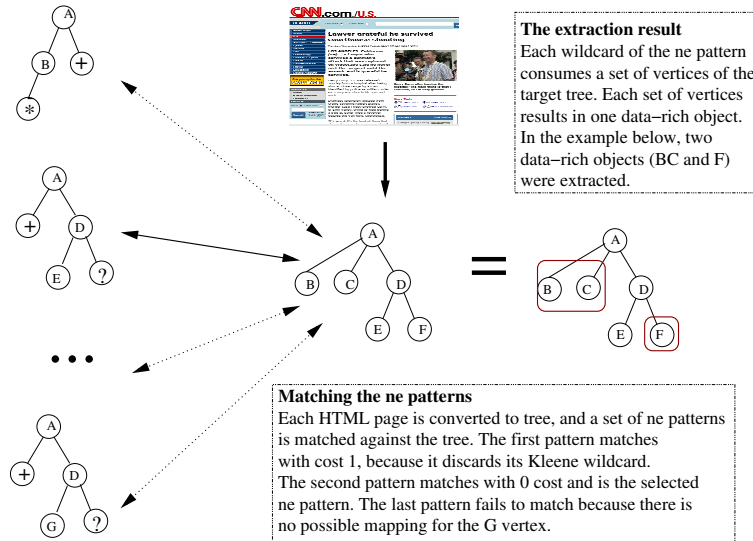 CNN.com / U.S.
Lawyer grateful he survived
The extraction result
Each wildcard of the ne pattern
consumes a set of vertices of the
target tree. Each set of vertices
results in one data−rich object.
In the example below, two
data−rich objects (BC and F)
were extracted.
A
B
+
*
A
+
D
E
?
...
A
+
D
G
?
A
B
C
D
E
F
=
A
B
C
D
E
F
Matching the ne patterns
Each HTML page is converted to tree, and a set of ne patterns
is matched against the tree. The first pattern matches
with cost 1, because it discards its Kleene wildcard.
The second pattern matches with 0 cost and is the selected
ne pattern. The last pattern fails to match because there is
no possible mapping for the G vertex.